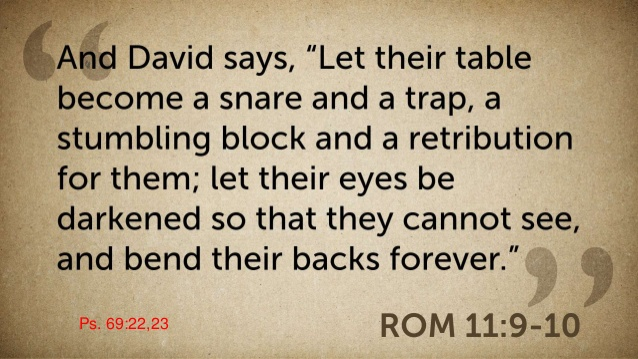 And David says, “Let their table
become a snare and a trap, a
stumbling block and a retribution
for them; let their eyes be
darkened so that they cannot see,
and bend their backs forever.”
Ps. 69:22,23
ROM 11:9-10